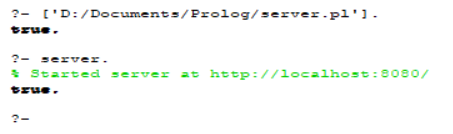 ?- ['D:/Documents/Prolog/server.pl'].
true.
?- server.
% Started server at http://localhost:8080/
true.
?-